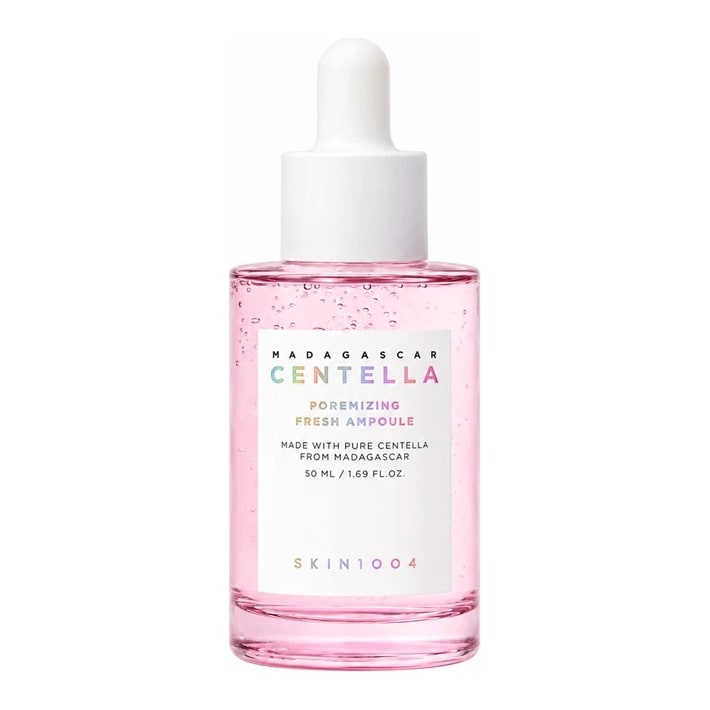 MADAGASCAR
CENTELLA
POREMIZING
FRESH AMPOULE
MADE WITH PURE CENTELLA
FROM MADAGASCAR
50 ML / 1.69 FL.OZ.
SKIN1004